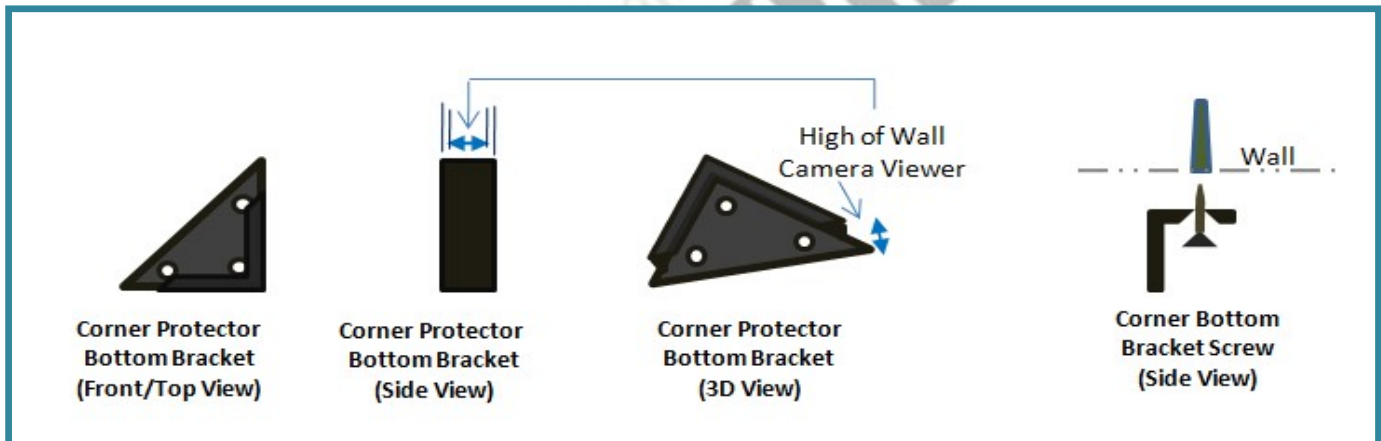 High of Wall
Camera Viewer
Wall
Corner Protector
Bottom Bracket
(Front/Top View)
Corner Protector
Bottom Bracket
(Side View)
Corner Protector
Bottom Bracket
(3D View)
Corner Bottom
Bracket Screw
(Side View)